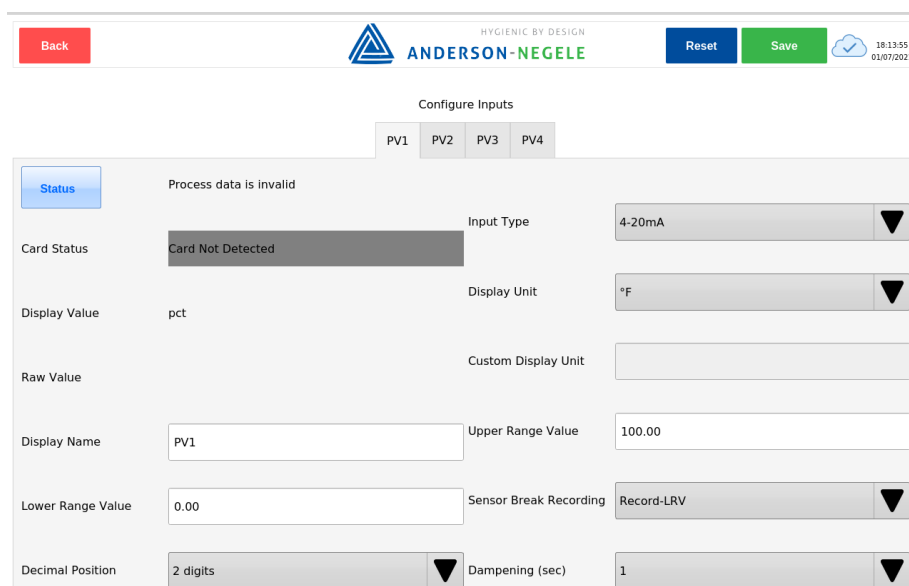 Back
HYGIENIC BY DESIGN
ANDERSON-NEGELE
Reset
Save
18:13:55
01/07/202
Configure Inputs
PV1 PV2 PV3 PV4
Status
Process data is invalid
Input Type
4-20mA
Card Status
Card Not Detected
Display Unit
°F
Display Value
pct
Custom Display Unit
Raw Value
Upper Range Value
100.00
Display Name
PV1
Sensor Break Recording
Record-LRV
Lower Range Value
0.00
Decimal Position
2 digits
Dampening (sec)
1